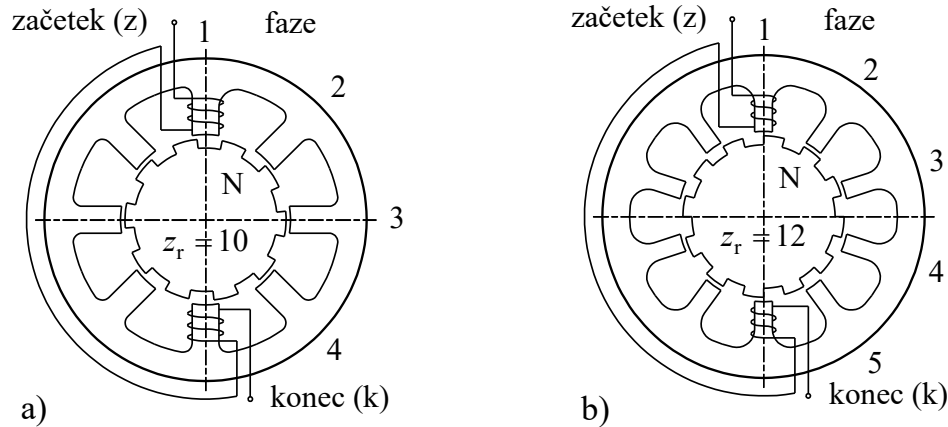 začetek (z)
1
faze
2
N
3
z_r = 10
4
konec (k)
a)
začetek (z)
1
faze
2
N
3
z_r = 12
4
5
konec (k)
b)